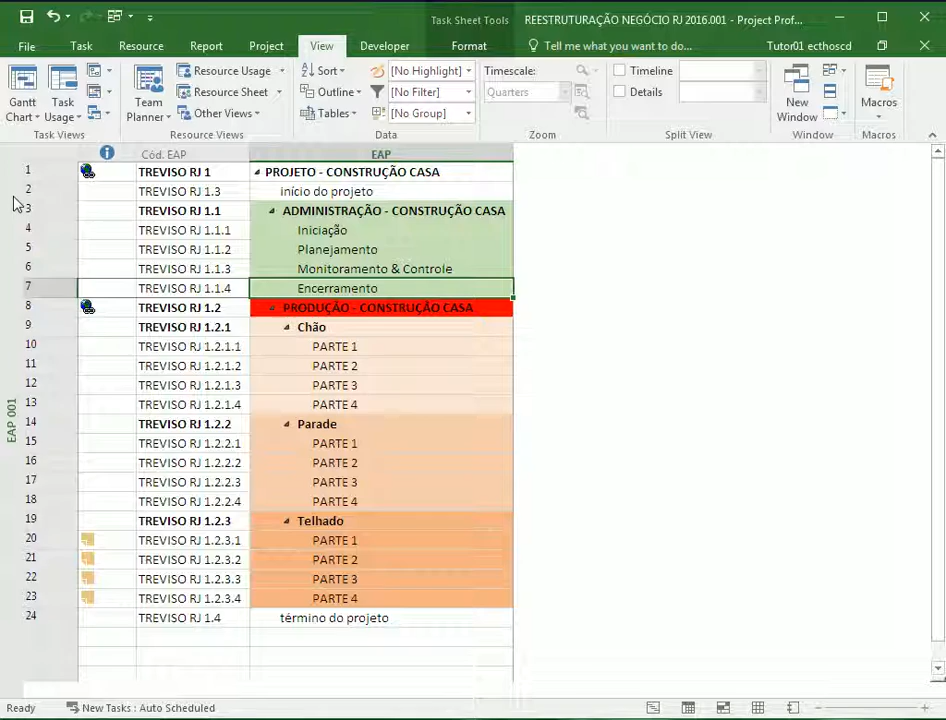 Task Sheet Tools
REESTRUTURAÇÃO NEGÓCIO RJ 2016.001 - Project Prof...
File Task Resource Report Project View Developer Format Tell me what you want to do... Tutor01 ecthoscd
Gantt Chart
Task Usage
Task Views
Team Planner
Resource Usage
Resource Sheet
Other Views
Resource Views
Sort
Outline
Tables
[No Highlight]
[No Filter]
[No Group]
Data
Timescale:
Quarters
Zoom
Timeline
Details
Split View
New Window
Window
Macros
Macros
Cód. EAP EAP
1 TREVISO RJ 1 PROJETO - CONSTRUÇÃO CASA
2 TREVISO RJ 1.3 início do projeto
3 TREVISO RJ 1.1 ADMINISTRAÇÃO - CONSTRUÇÃO CASA
4 TREVISO RJ 1.1.1 Iniciação
5 TREVISO RJ 1.1.2 Planejamento
6 TREVISO RJ 1.1.3 Monitoramento & Controle
7 TREVISO RJ 1.1.4 Encerramento
8 TREVISO RJ 1.2 PRODUÇÃO - CONSTRUÇÃO CASA
9 TREVISO RJ 1.2.1 Chão
10 TREVISO RJ 1.2.1.1 PARTE 1
11 TREVISO RJ 1.2.1.2 PARTE 2
12 TREVISO RJ 1.2.1.3 PARTE 3
13 TREVISO RJ 1.2.1.4 PARTE 4
14 TREVISO RJ 1.2.2 Parade
15 TREVISO RJ 1.2.2.1 PARTE 1
16 TREVISO RJ 1.2.2.2 PARTE 2
17 TREVISO RJ 1.2.2.3 PARTE 3
18 TREVISO RJ 1.2.2.4 PARTE 4
19 TREVISO RJ 1.2.3 Telhado
20 TREVISO RJ 1.2.3.1 PARTE 1
21 TREVISO RJ 1.2.3.2 PARTE 2
22 TREVISO RJ 1.2.3.3 PARTE 3
23 TREVISO RJ 1.2.3.4 PARTE 4
24 TREVISO RJ 1.4 término do projeto
EAP 001
Ready New Tasks : Auto Scheduled